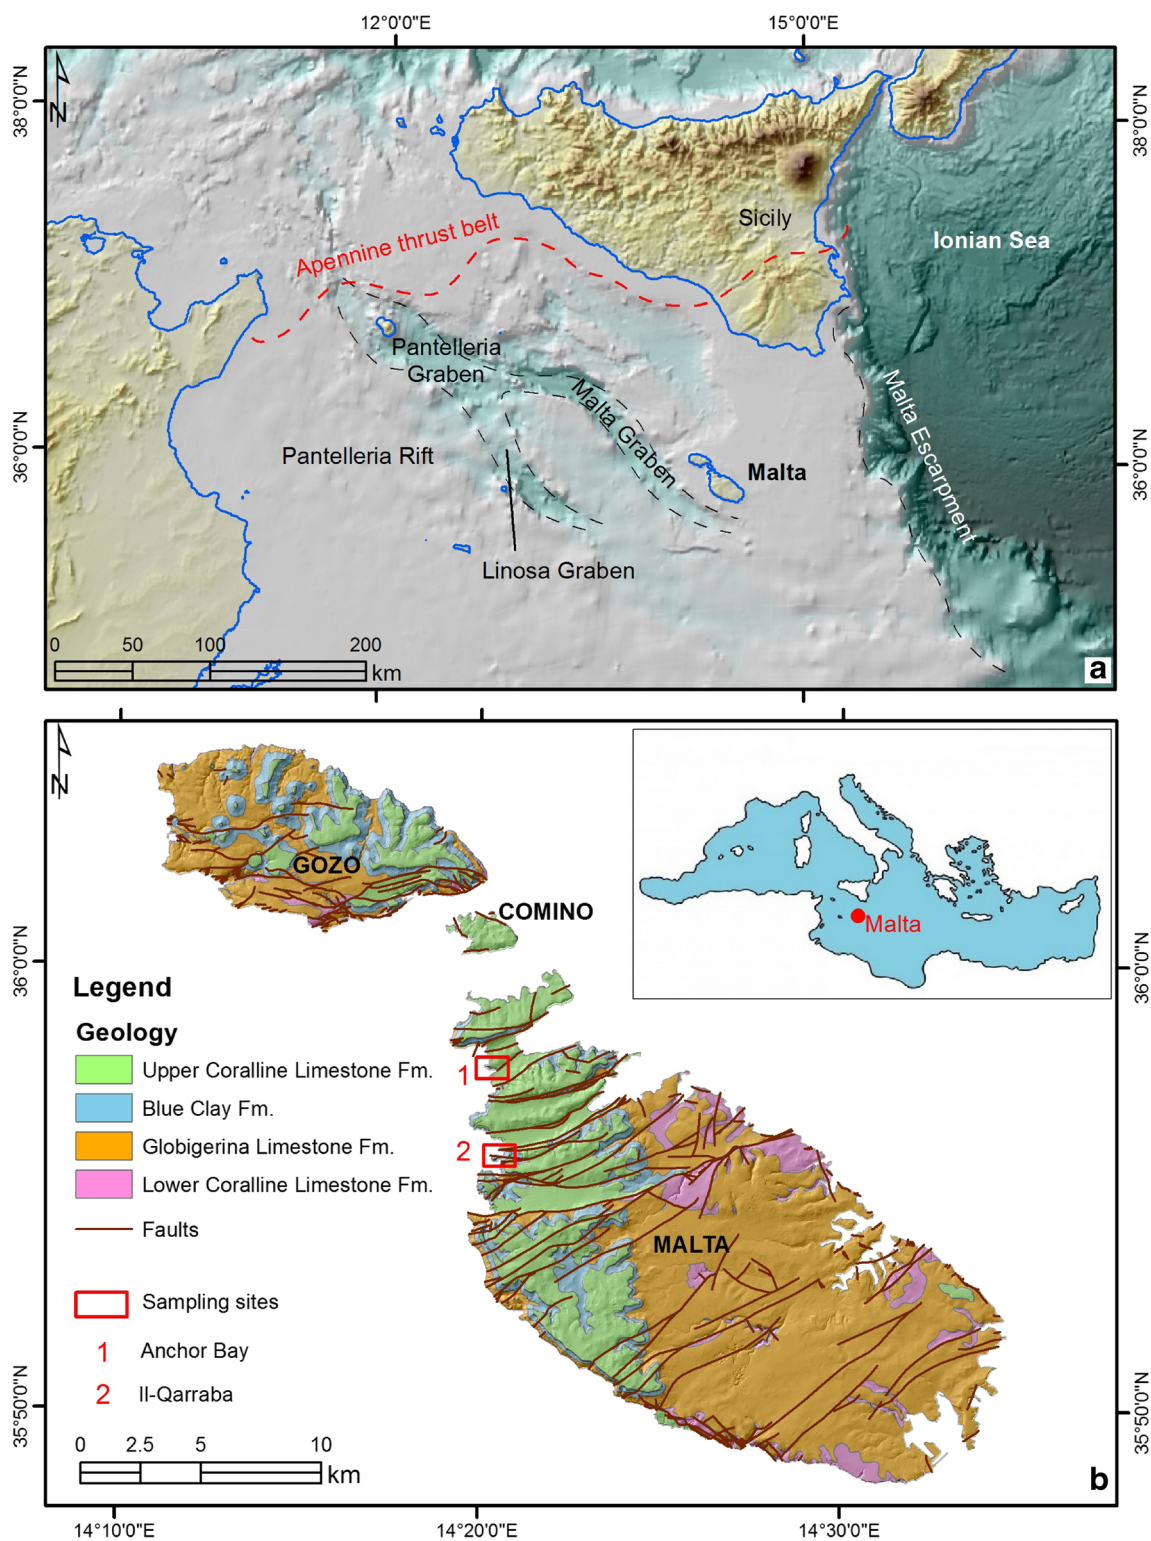 12°0'0"E
15°0'0"E
38°0'0"N
38°0'0"N
N
Apennine thrust belt
Sicily
Ionian Sea
Pantelleria
Graben
Malta Graben
Malta Escarpment
Pantelleria Rift
Malta
36°0'0"N
36°0'0"N
Linosa Graben
0
50
100
200
km
a
N
GOZO
COMINO
Malta
36°0'0"N
36°0'0"N
Legend
Geology
Upper Coralline Limestone Fm.
Blue Clay Fm.
Globigerina Limestone Fm.
Lower Coralline Limestone Fm.
Faults
Sampling sites
1 Anchor Bay
2 Il-Qarraba
1
2
MALTA
0
2.5
5
10
km
35°50'0"N
35°50'0"N
b
14°10'0"E
14°20'0"E
14°30'0"E